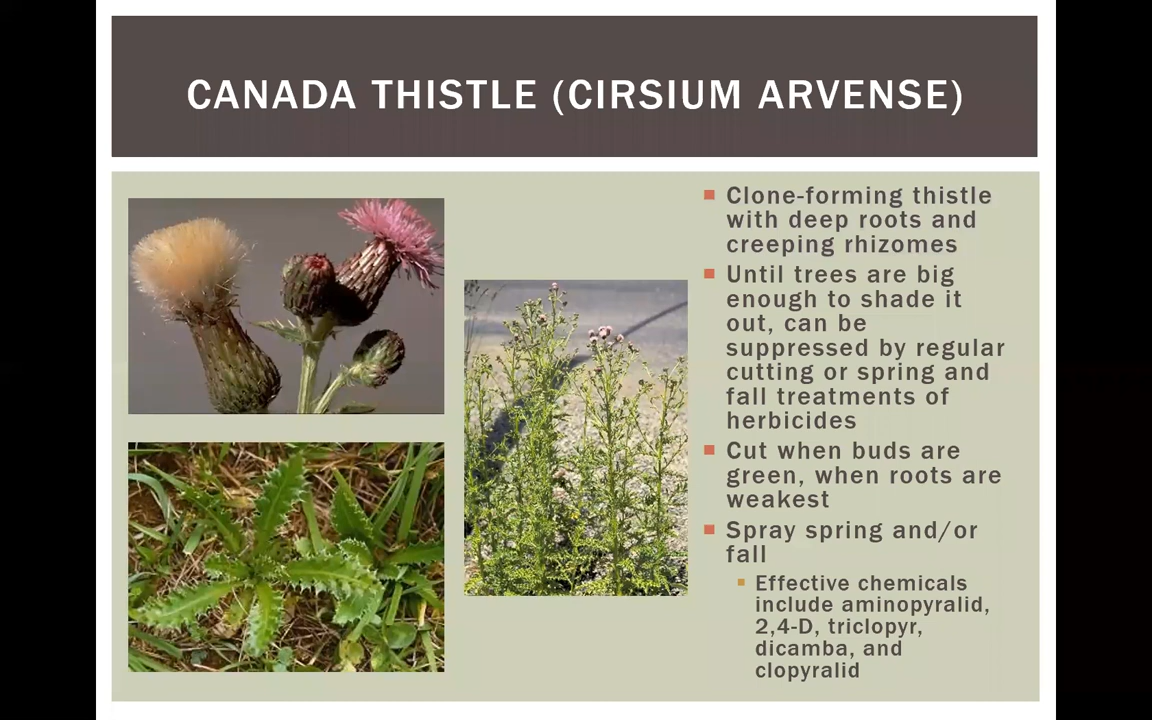 CANADA THISTLE (CIRSIUM ARVENSE)
Clone-forming thistle
with deep roots and
creeping rhizomes
Until trees are big
enough to shade it
out, can be
suppressed by regular
cutting or spring and
fall treatments of
herbicides
Cut when buds are
green, when roots are
weakest
Spray spring and/or
fall
Effective chemicals
include aminopyralid,
2,4-D, triclopyr,
dicamba, and
clopyralid